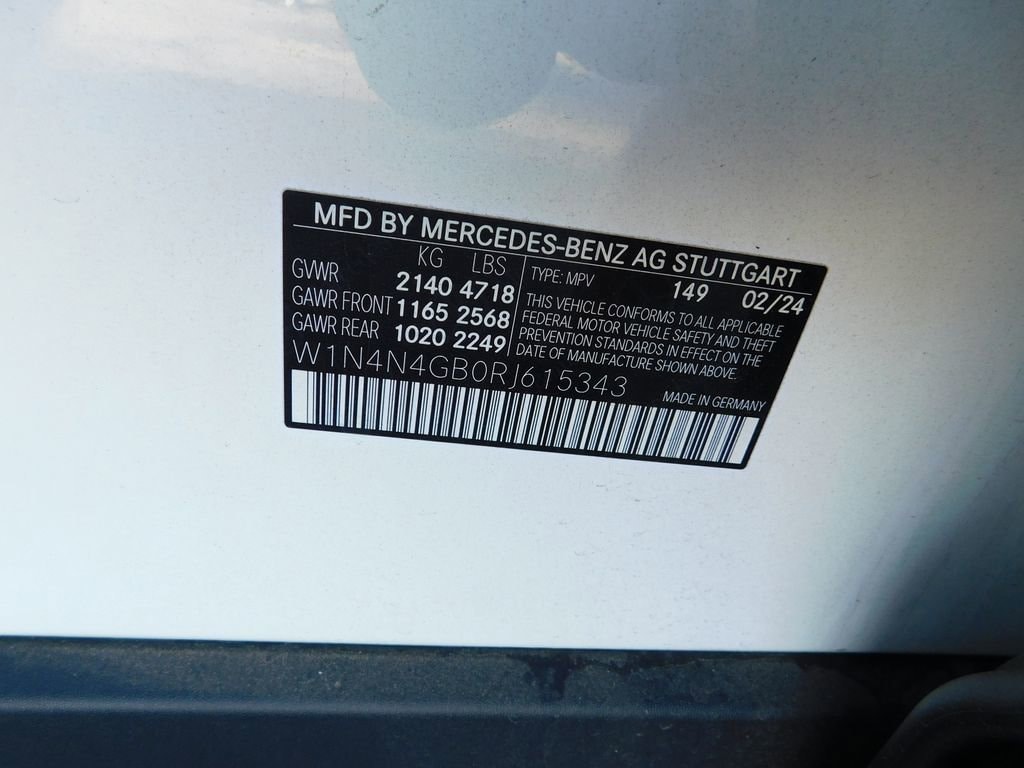 MFD BY MERCEDES-BENZ AG STUTTGART
KG LBS
GVWR 2140 4718
GAWR FRONT 1165 2568
GAWR REAR 1020 2249
TYPE: MPV 149 02/24
THIS VEHICLE CONFORMS TO ALL APPLICABLE
FEDERAL MOTOR VEHICLE SAFETY AND THEFT
PREVENTION STANDARDS IN EFFECT ON THE
DATE OF MANUFACTURE SHOWN ABOVE.
W1N4N4GB0RJ615343
MADE IN GERMANY